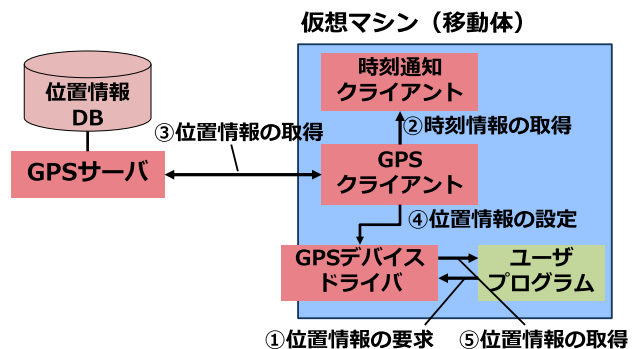 仮想マシン（移動体）
位置情報
DB
時刻通知
クライアント
③位置情報の取得
②時刻情報の取得
GPSサーバ
GPS
クライアント
④位置情報の設定
GPSデバイス
ドライバ
ユーザ
プログラム
①位置情報の要求
⑤位置情報の取得